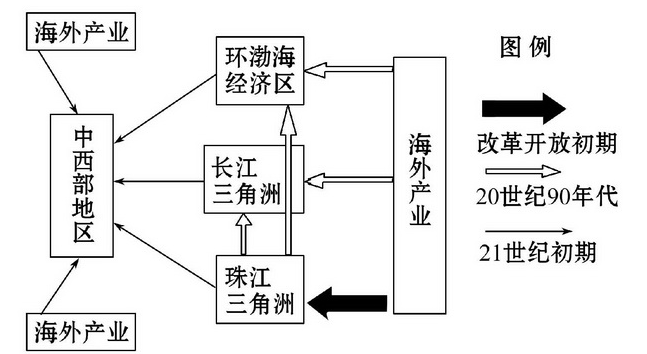 海外产业
中西部地区
海外产业
环渤海
经济区
长江
三角洲
珠江
三角洲
海外产业
图例
改革开放初期
20世纪90年代
21世纪初期